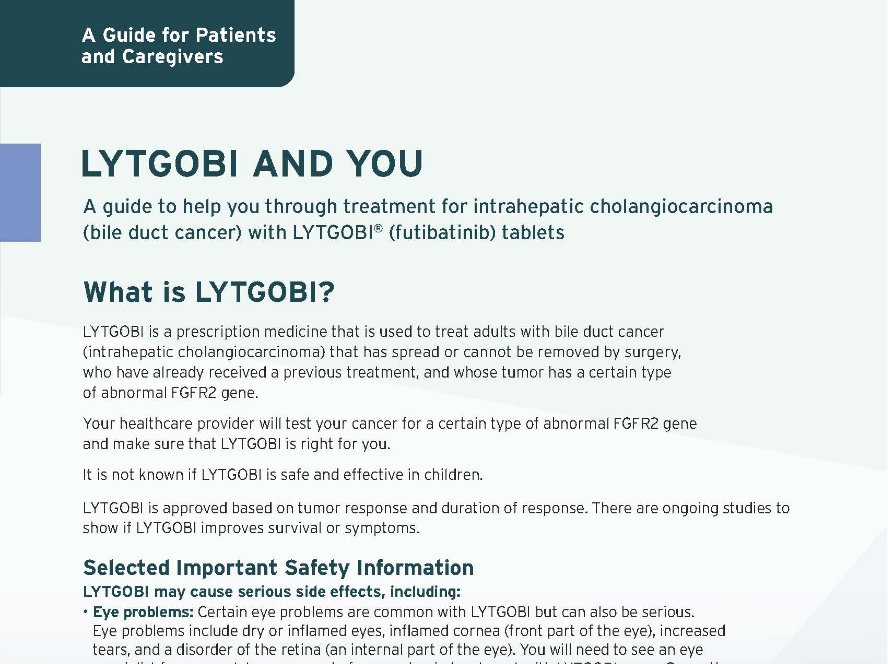 A Guide for Patients
and Caregivers
LYTGOBI AND YOU
A guide to help you through treatment for intrahepatic cholangiocarcinoma
(bile duct cancer) with LYTGOBI® (futibatinib) tablets
What is LYTGOBI?
LYTGOBI is a prescription medicine that is used to treat adults with bile duct cancer
(intrahepatic cholangiocarcinoma) that has spread or cannot be removed by surgery,
who have already received a previous treatment, and whose tumor has a certain type
of abnormal FGFR2 gene.
Your healthcare provider will test your cancer for a certain type of abnormal FGFR2 gene
and make sure that LYTGOBI is right for you.
It is not known if LYTGOBI is safe and effective in children.
LYTGOBI is approved based on tumor response and duration of response. There are ongoing studies to
show if LYTGOBI improves survival or symptoms.
Selected Important Safety Information
LYTGOBI may cause serious side effects, including:
• Eye problems: Certain eye problems are common with LYTGOBI but can also be serious.
Eye problems include dry or inflamed eyes, inflamed cornea (front part of the eye), increased
tears, and a disorder of the retina (an internal part of the eye). You will need to see an eye